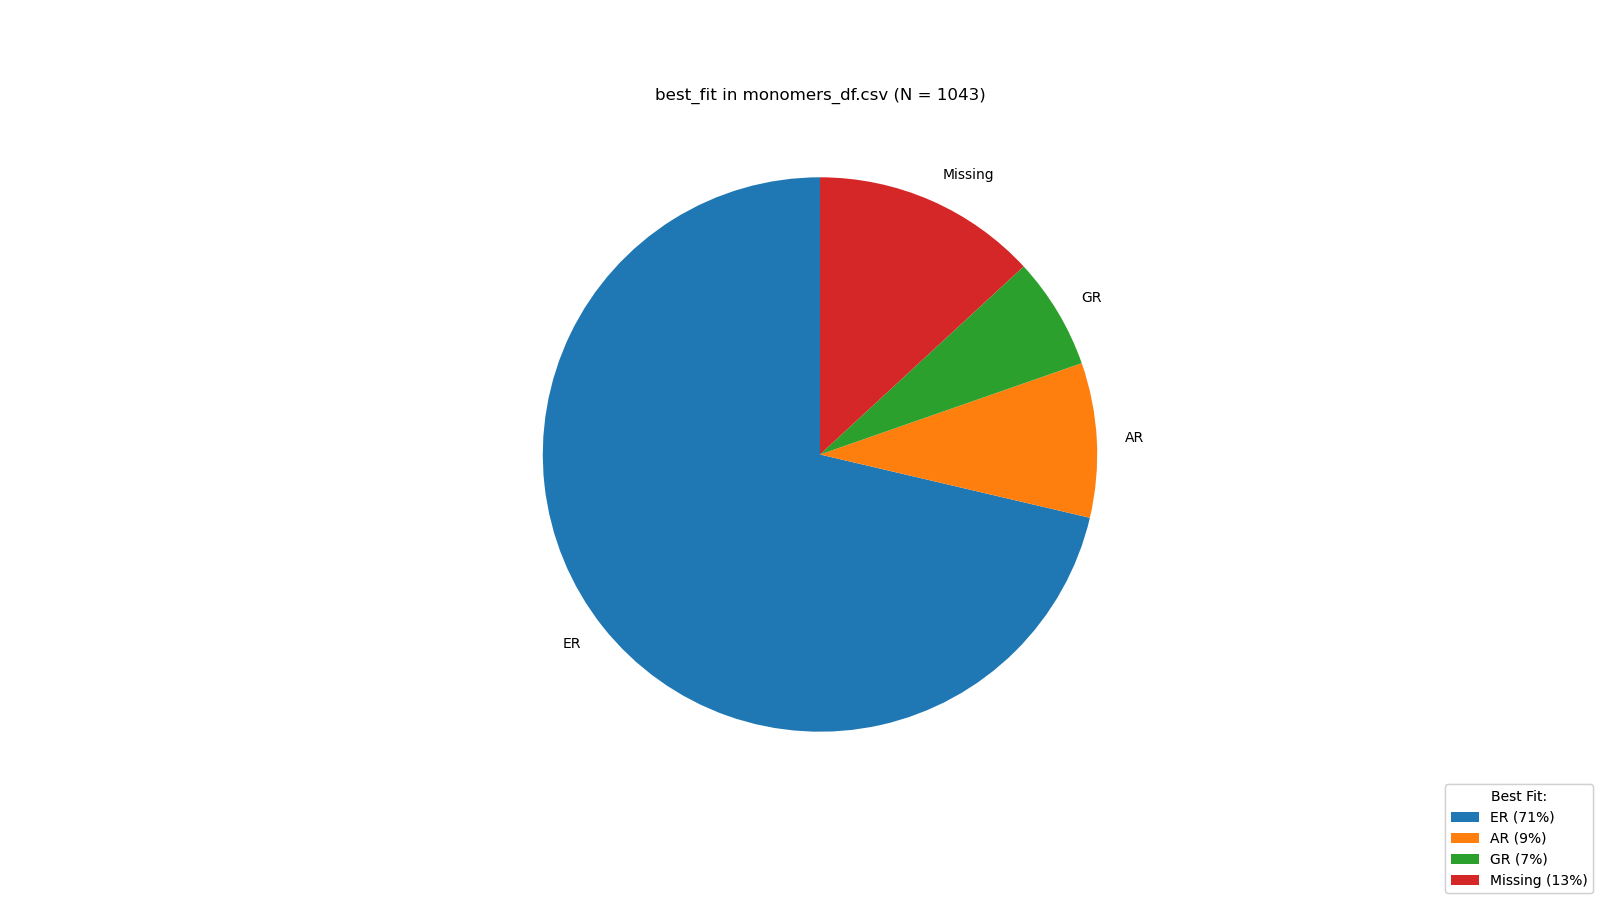 best_fit in monomers_df.csv (N = 1043)
Missing
GR
AR
ER
Best Fit:
ER (71%)
AR (9%)
GR (7%)
Missing (13%)